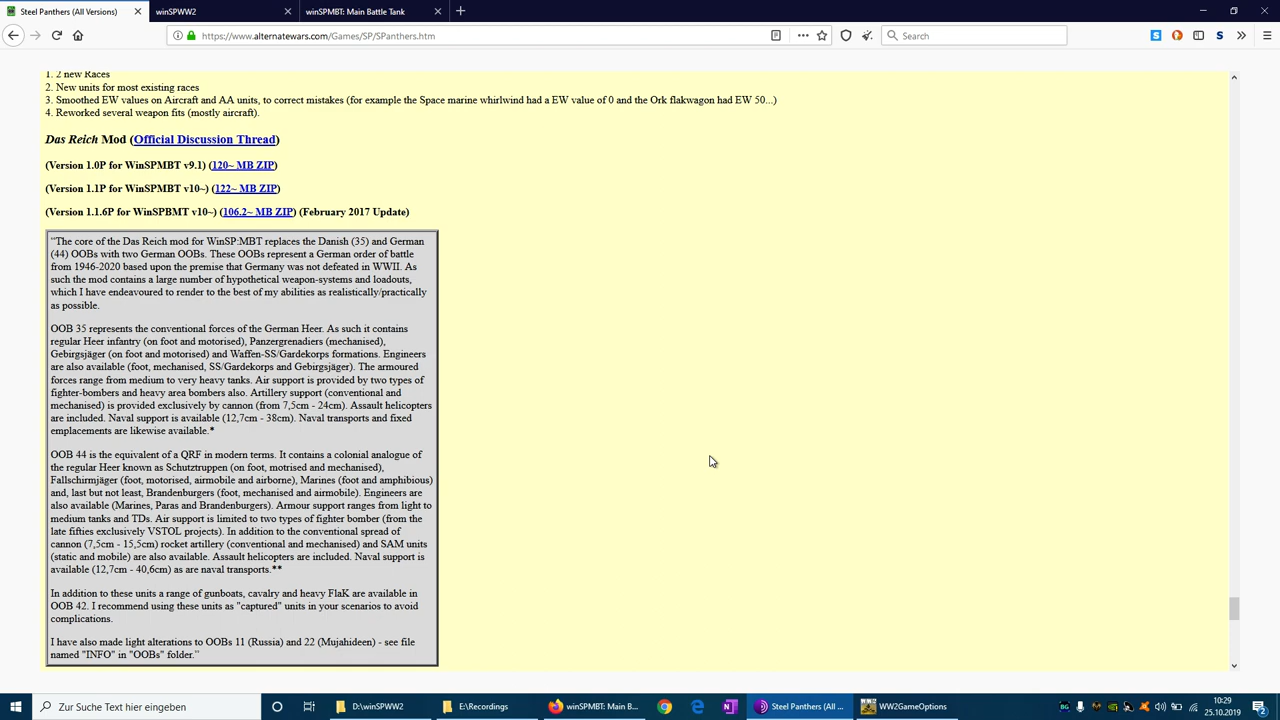 Steel Panthers (All Versions)
winSPWW2
winSPMBT: Main Battle Tank
https://www.alternatewars.com/Games/SP/SPanthers.htm
Search
1. 2 new Races
2. New units for most existing races
3. Smoothed EW values on Aircraft and AA units, to correct mistakes (for example the Space marine whirlwind had a EW value of 0 and the Ork flakwagon had EW 50...)
4. Reworked several weapon fits (mostly aircraft).
Das Reich Mod (Official Discussion Thread)
(Version 1.0P for WinSPMBT v9.1) (120~ MB ZIP)
(Version 1.1P for WinSPMBT v10~) (122~ MB ZIP)
(Version 1.1.6P for WinSPBMT v10~) (106.2~ MB ZIP) (February 2017 Update)
"The core of the Das Reich mod for WinSP:MBT replaces the Danish (35) and German
(44) OOBs with two German OOBs. These OOBs represent a German order of battle
from 1946-2020 based upon the premise that Germany was not defeated in WWII. As
such the mod contains a large number of hypothetical weapon-systems and loadouts,
which I have endeavoured to render to the best of my abilities as realistically/practically
as possible.
OOB 35 represents the conventional forces of the German Heer. As such it contains
regular Heer infantry (on foot and motorised), Panzergrenadiers (mechanised),
Gebirgsjäger (on foot and motorised) and Waffen-SS/Gardekorps formations. Engineers
are also available (foot, mechanised, SS/Gardekorps and Gebirgsjäger). The armoured
forces range from medium to very heavy tanks. Air support is provided by two types of
fighter-bombers and heavy area bombers also. Artillery support (conventional and
mechanised) is provided exclusively by cannon (from 7,5cm - 24cm). Assault helicopters
are included. Naval support is available (12,7cm - 38cm). Naval transports and fixed
emplacements are likewise available.*
OOB 44 is the equivalent of a QRF in modern terms. It contains a colonial analogue of
the regular Heer known as Schutztruppen (on foot, motrised and mechanised),
Fallschirmjäger (foot, motorised, airmobile and airborne), Marines (foot and amphibious)
and, last but not least, Brandenburgers (foot, mechanised and airmobile). Engineers are
also available (Marines, Paras and Brandenburgers). Armour support ranges from light to
medium tanks and TDs. Air support is limited to two types of fighter bomber (from the
late fifties exclusively VSTOL projects). In addition to the conventional spread of
cannon (7,5cm - 15,5cm) rocket artillery (conventional and mechanised) and SAM units
(static and mobile) are also available. Assault helicopters are included. Naval support is
available (12,7cm - 40,6cm) as are naval transports.**
In addition to these units a range of gunboats, cavalry and heavy FlaK are available in
OOB 42. I recommend using these units as "captured" units in your scenarios to avoid
complications.
I have also made light alterations to OOBs 11 (Russia) and 22 (Mujahideen) - see file
named "INFO" in "OOBs" folder."
Zur Suche Text hier eingeben
D:\winSPWW2
E:\Recordings
winSPMBT: Main B...
Steel Panthers (All ...
WW2GameOptions
10:29
25.10.2019
2